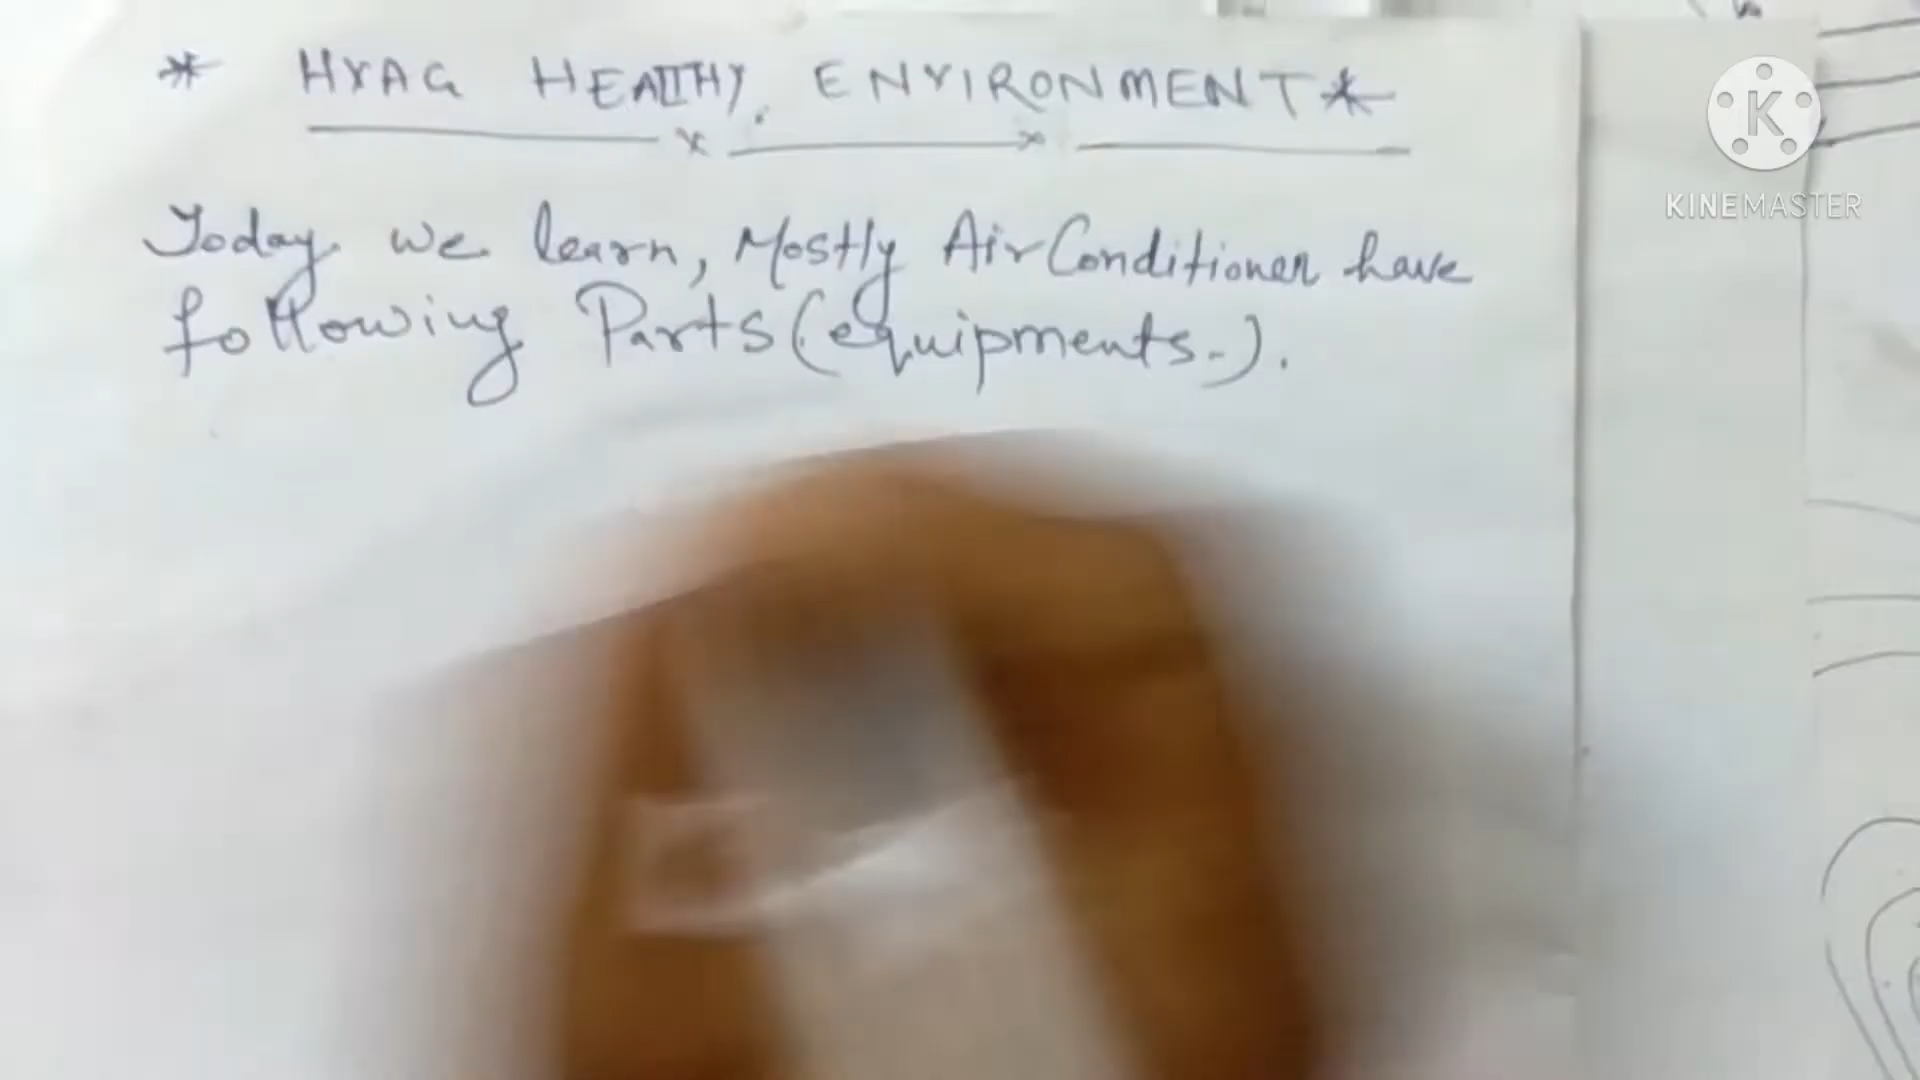 * HVAC HEALTHY. ENVIRONMENT *
Today we learn, Mostly Air Conditioner have
following Parts (equipments.-).
K
KINEMASTER